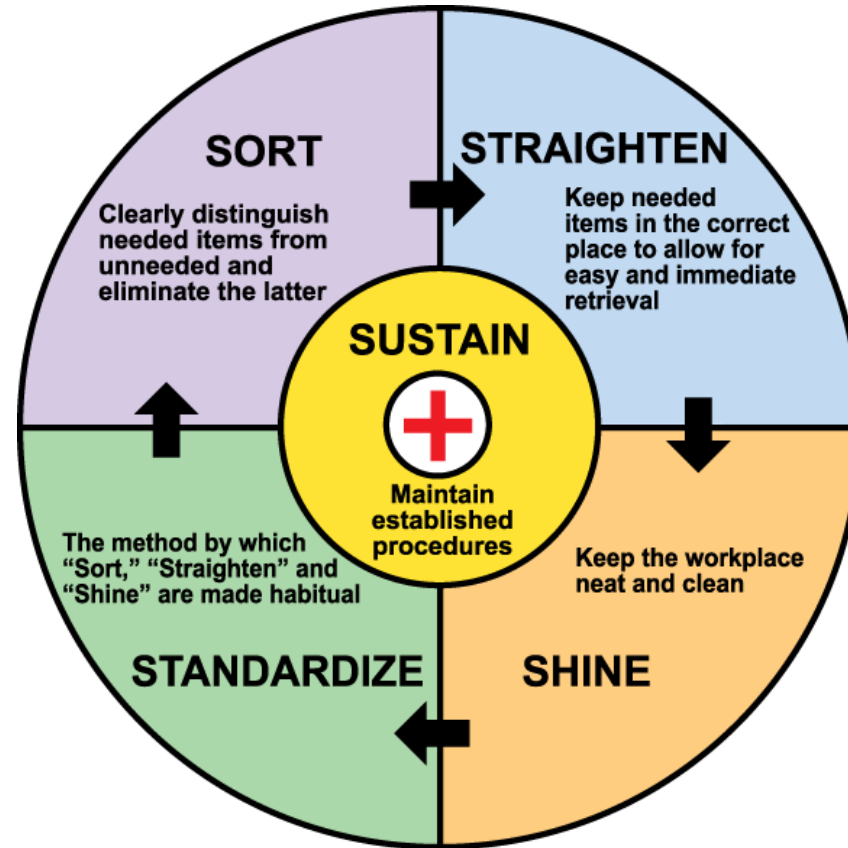 SORT
Clearly distinguish
needed items from
unneeded and
eliminate the latter
STRAIGHTEN
Keep needed
items in the correct
place to allow for
easy and immediate
retrieval
SUSTAIN
Maintain
established
procedures
Keep the workplace
neat and clean
SHINE
The method by which
“Sort,” “Straighten” and
“Shine” are made habitual
STANDARDIZE